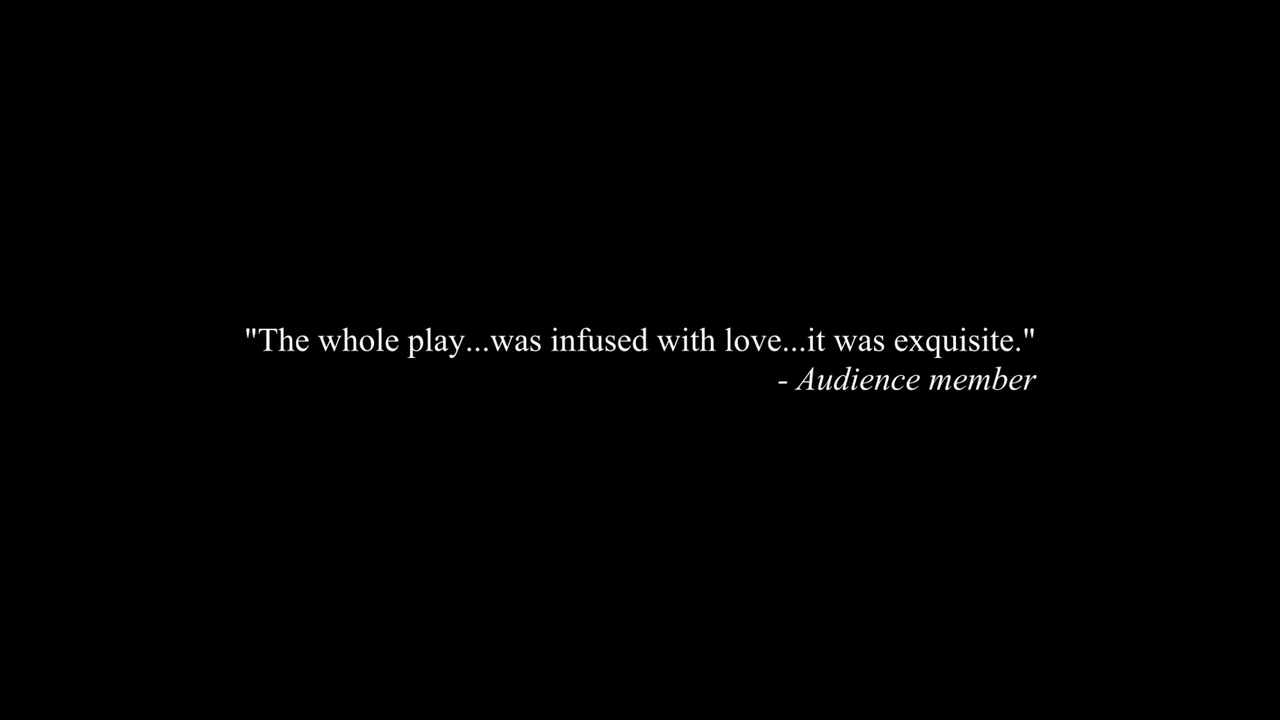 "The whole play...was infused with love...it was exquisite."
- Audience member